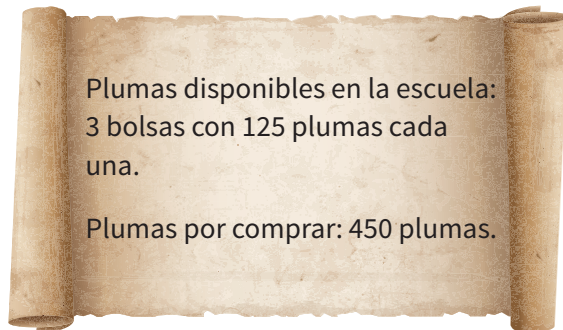 Plumas disponibles en la escuela:
3 bolsas con 125 plumas cada
una.
Plumas por comprar: 450 plumas.